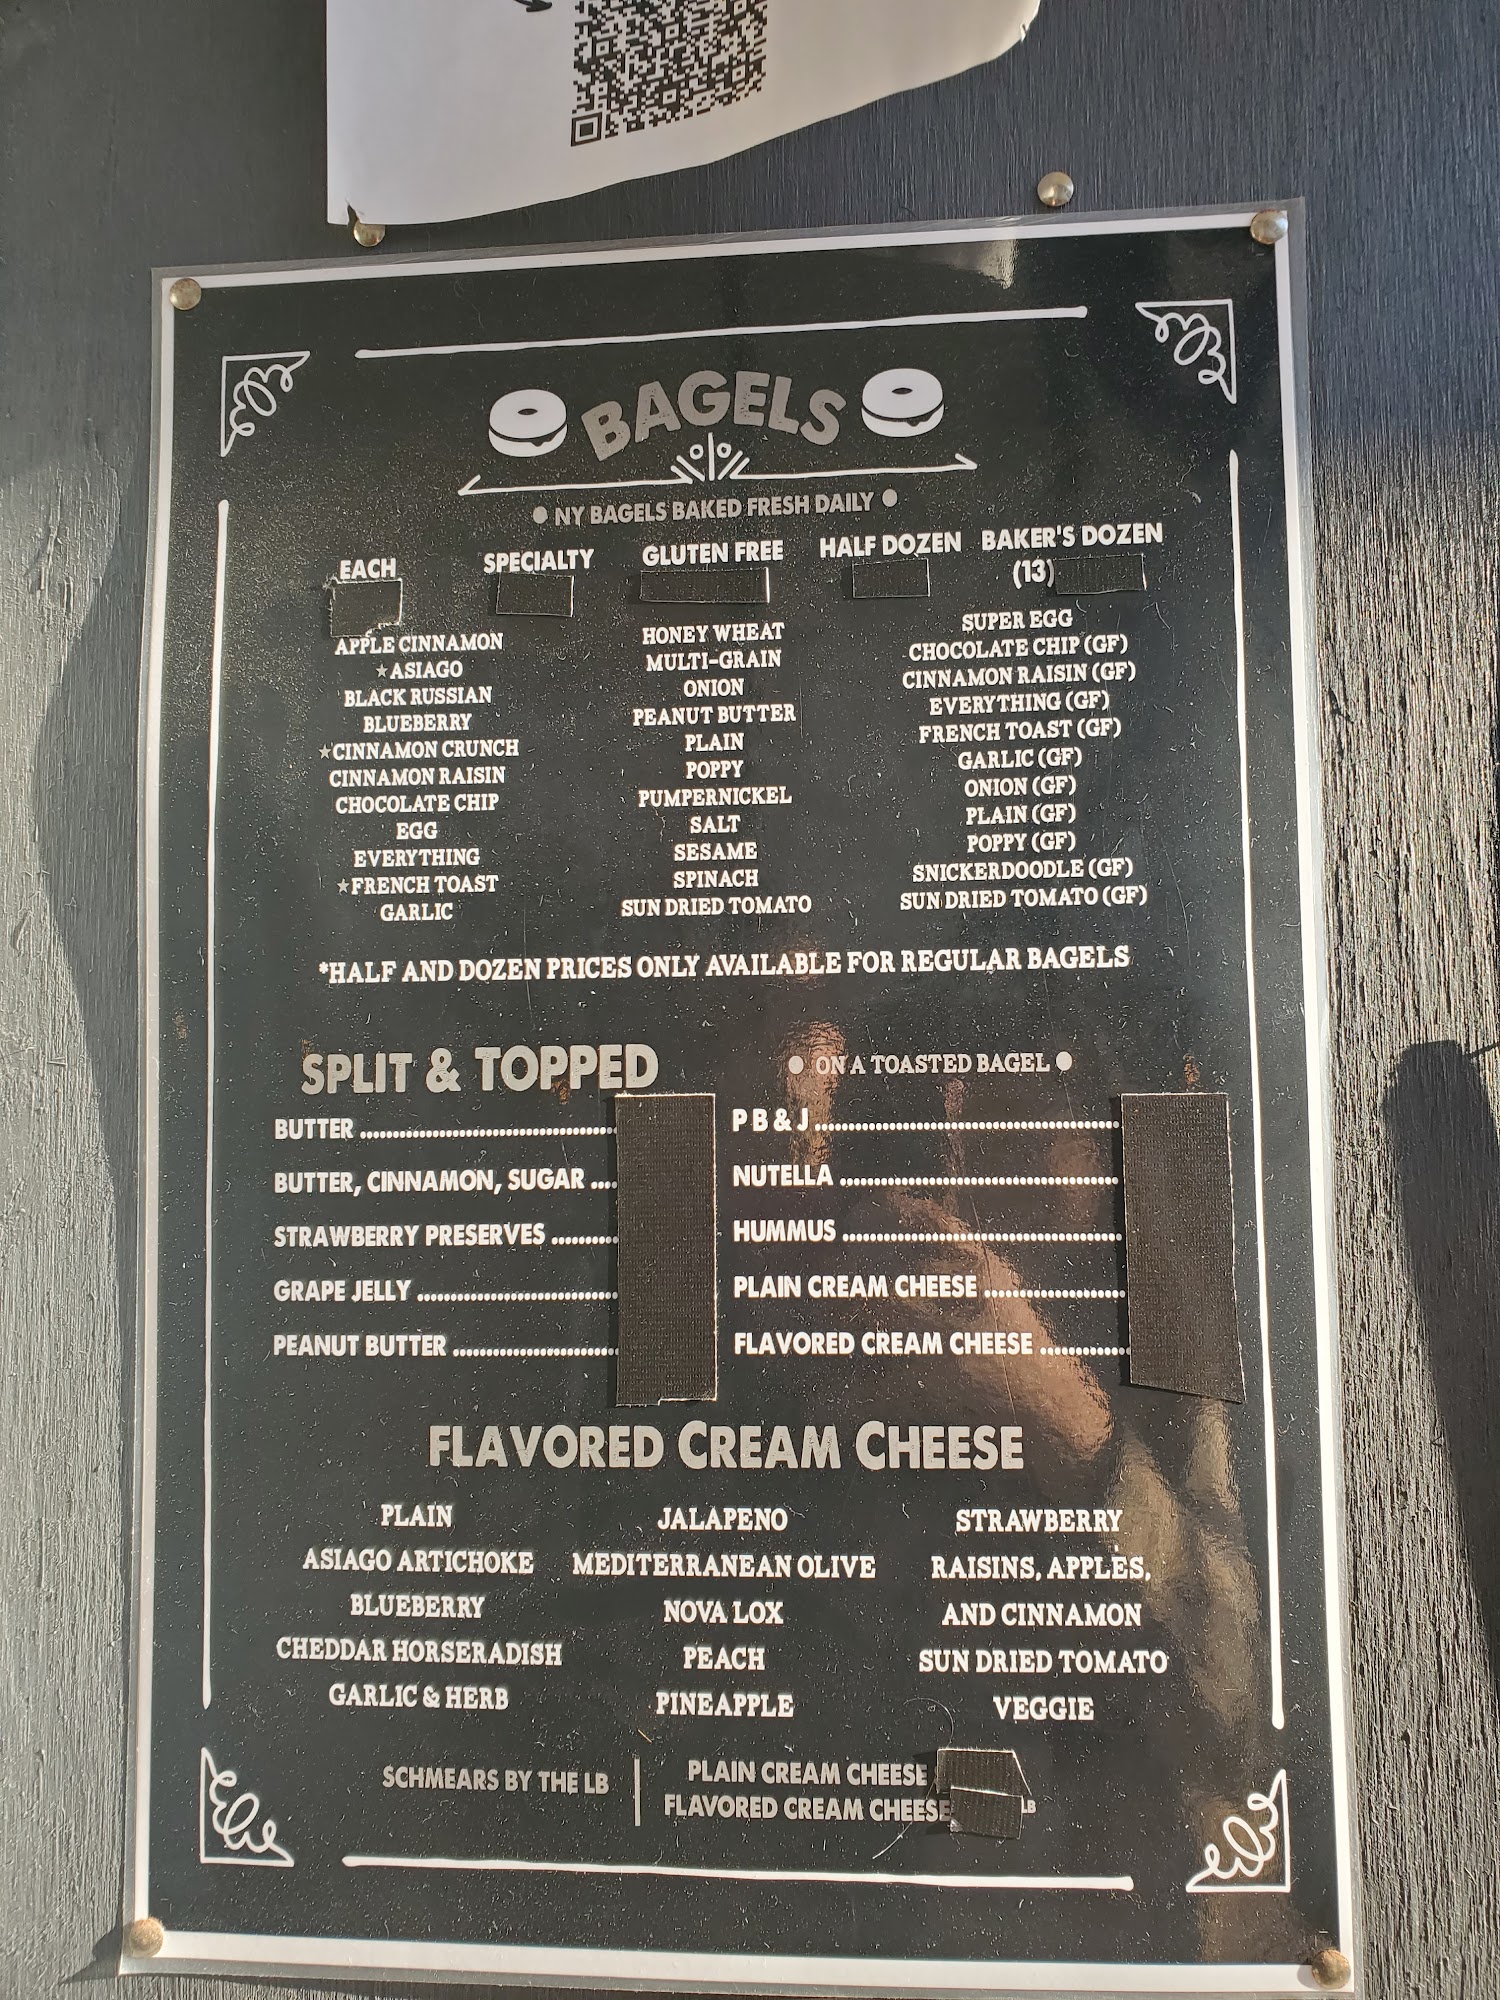 BAGELS
• NY BAGELS BAKED FRESH DAILY •
EACH SPECIALTY GLUTEN FREE HALF DOZEN BAKER'S DOZEN
(13)
APPLE CINNAMON
★ASIAGO
BLACK RUSSIAN
BLUEBERRY
★CINNAMON CRUNCH
CINNAMON RAISIN
CHOCOLATE CHIP
EGG
EVERYTHING
★FRENCH TOAST
GARLIC
HONEY WHEAT
MULTI-GRAIN
ONION
PEANUT BUTTER
PLAIN
POPPY
PUMPERNICKEL
SALT
SESAME
SPINACH
SUN DRIED TOMATO
SUPER EGG
CHOCOLATE CHIP (GF)
CINNAMON RAISIN (GF)
EVERYTHING (GF)
FRENCH TOAST (GF)
GARLIC (GF)
ONION (GF)
PLAIN (GF)
POPPY (GF)
SNICKERDOODLE (GF)
SUN DRIED TOMATO (GF)
*HALF AND DOZEN PRICES ONLY AVAILABLE FOR REGULAR BAGELS
SPLIT & TOPPED
• ON A TOASTED BAGEL •
BUTTER
BUTTER, CINNAMON, SUGAR
STRAWBERRY PRESERVES
GRAPE JELLY
PEANUT BUTTER
P B & J
NUTELLA
HUMMUS
PLAIN CREAM CHEESE
FLAVORED CREAM CHEESE
FLAVORED CREAM CHEESE
PLAIN
ASIAGO ARTICHOKE
BLUEBERRY
CHEDDAR HORSERADISH
GARLIC & HERB
JALAPENO
MEDITERRANEAN OLIVE
NOVA LOX
PEACH
PINEAPPLE
STRAWBERRY
RAISINS, APPLES,
AND CINNAMON
SUN DRIED TOMATO
VEGGIE
SCHMEARS BY THE LB
PLAIN CREAM CHEESE
FLAVORED CREAM CHEESE LB